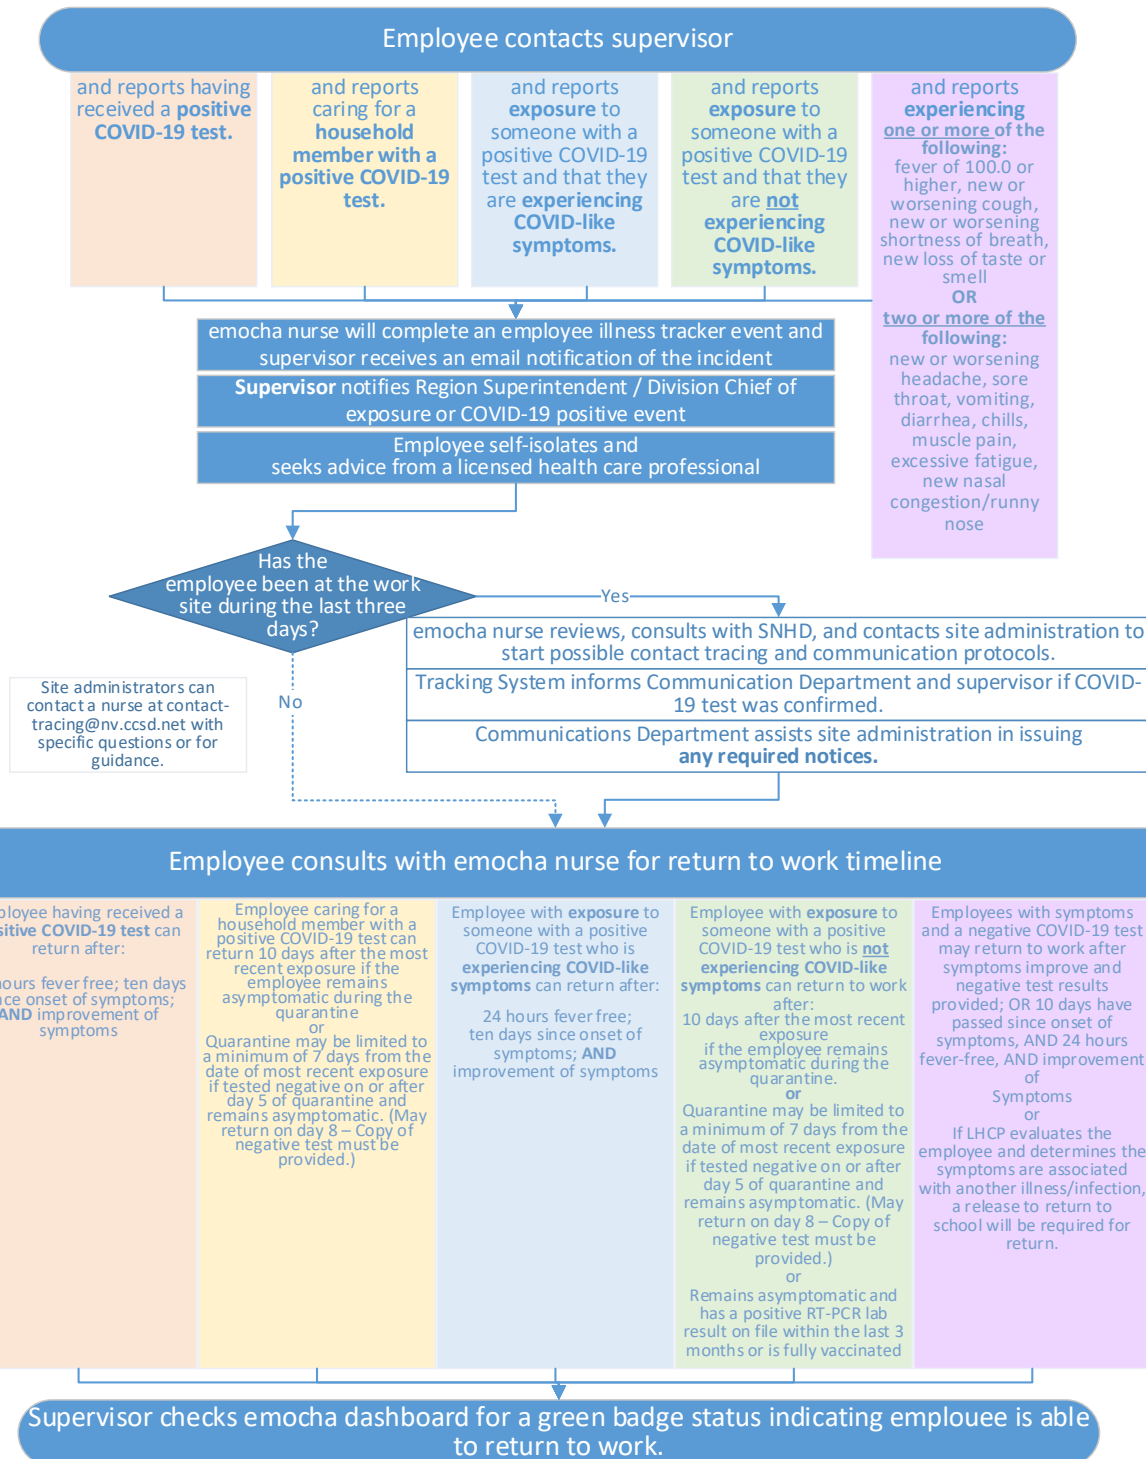 Employee contacts supervisor
and reports having
received a positive
COVID-19 test.
and reports
caring for a
household
member with a
positive COVID-19
test.
and reports
exposure to
someone with a
positive COVID-19
test and that they
are experiencing
COVID-like
symptoms.
and reports
exposure to
someone with a
positive COVID-19
test and that they
are not
experiencing
COVID-like
symptoms.
and reports
experiencing
one or more of the
following:
fever of 100.0 or
higher, new or
worsening cough,
new or worsening
shortness of breath,
new loss of taste or
smell
OR
two or more of the
following:
new or worsening
headache, sore
throat, vomiting,
diarrhea, chills,
muscle pain,
excessive fatigue,
new nasal
congestion/runny
nose
emocha nurse will complete an employee illness tracker event and
supervisor receives an email notification of the incident
Supervisor notifies Region Superintendent / Division Chief of
exposure or COVID-19 positive event
Employee self-isolates and
seeks advice from a licensed health care professional
Has the
employee been at the work
site during the last three
days?
Yes
No
emocha nurse reviews, consults with SNHD, and contacts site administration to
start possible contact tracing and communication protocols.
Tracking System informs Communication Department and supervisor if COVID-
19 test was confirmed.
Communications Department assists site administration in issuing
any required notices.
Site administrators can
contact a nurse at contact-
tracing@nv.ccsd.net with
specific questions or for
guidance.
Employee consults with emocha nurse for return to work timeline
having received a
COVID-19 test can
return after:
hours fever free; ten days
onset of symptoms;
AND improvement of
symptoms
Employee caring for a
household member with a
positive COVID-19 test can
return 10 days after the most
recent exposure if the
employee remains
asymptomatic during the
quarantine
or
Quarantine may be limited to
a minimum of 7 days from the
date of most recent exposure
if tested negative on or after
day 5 of quarantine and
remains asymptomatic. (May
return on day 8 – Copy of
negative test must be
provided.)
Employee with exposure to
someone with a positive
COVID-19 test who is
experiencing COVID-like
symptoms can return after:
24 hours fever free;
ten days since onset of
symptoms; AND
improvement of symptoms
Employee with exposure to
someone with a positive
COVID-19 test who is not
experiencing COVID-like
symptoms can return to work
after:
10 days after the most recent
exposure
if the employee remains
asymptomatic during the
quarantine.
or
Quarantine may be limited to
a minimum of 7 days from the
date of most recent exposure
if tested negative on or after
day 5 of quarantine and
remains asymptomatic. (May
return on day 8 – Copy of
negative test must be
provided.)
or
Remains asymptomatic and
has a positive RT-PCR lab
result on file within the last 3
months or is fully vaccinated
Employees with symptoms
and a negative COVID-19 test
may return to work after
symptoms improve and
negative test results
provided; OR 10 days have
passed since onset of
symptoms, AND 24 hours
fever-free, AND improvement
of
Symptoms
or
If LHCP evaluates the
employee and determines the
symptoms are associated
with another illness/infection,
a release to return to
school will be required for
return.
Supervisor checks emocha dashboard for a green badge status indicating emplouee is able
to return to work.